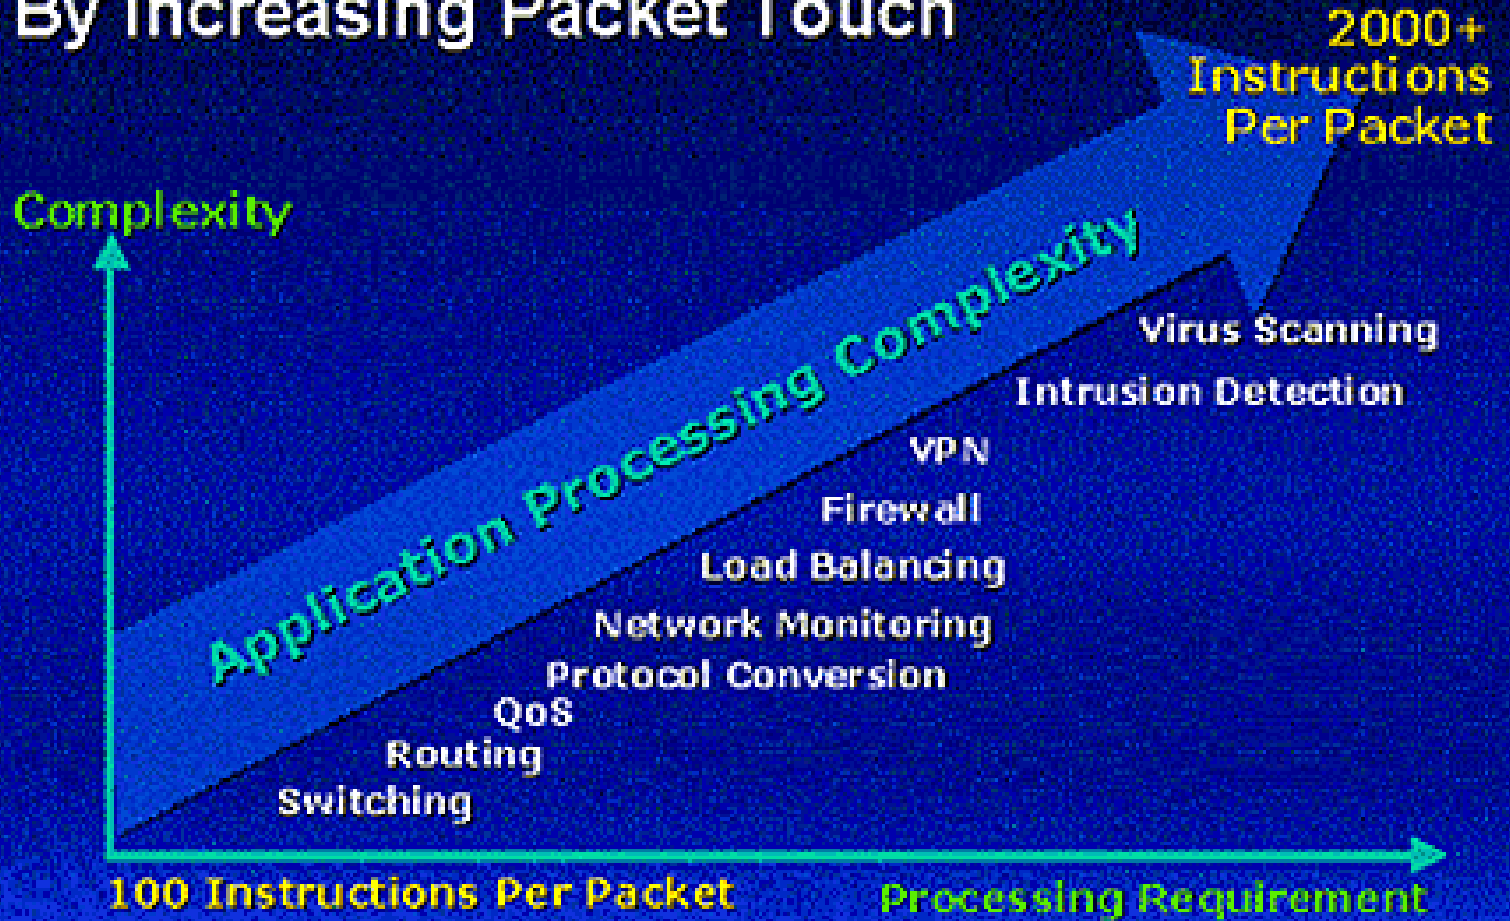 By Increasing Packet Touch
2000+
Instructions
Per Packet
Complexity
Application Processing Complexity
Virus Scanning
Intrusion Detection
VPN
Firewall
Load Balancing
Network Monitoring
Protocol Conversion
QoS
Routing
Switching
100 Instructions Per Packet
Processing Requirement